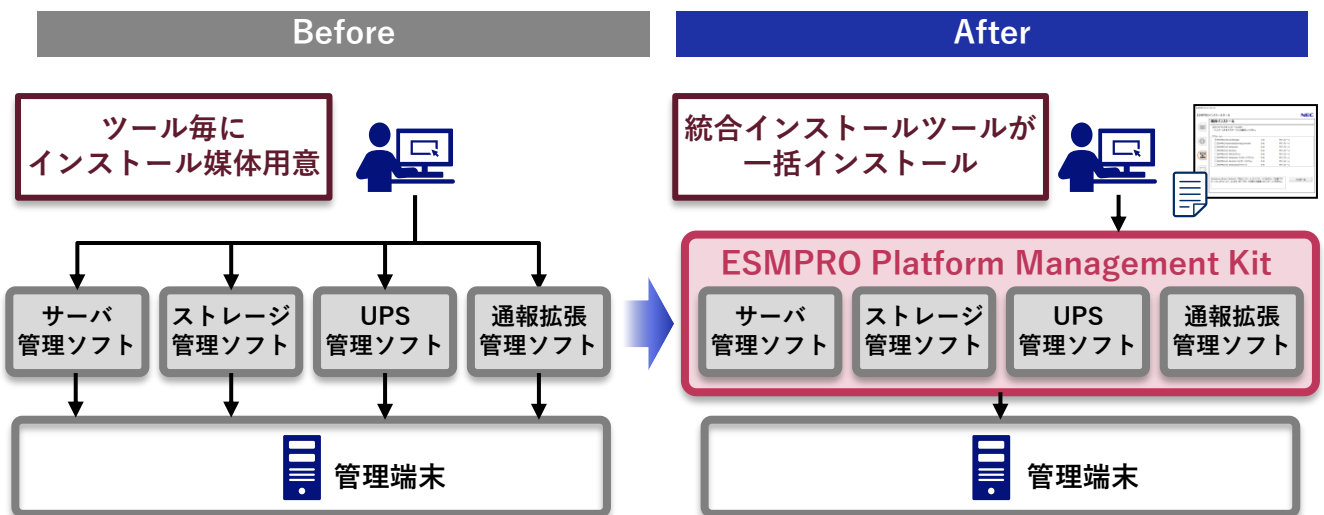 Before
After
ツール毎に
インストール媒体用意
統合インストールツールが
一括インストール
NEC
ESMPRO Platform Management Kit
サーバ
管理ソフト
ストレージ
管理ソフト
UPS
管理ソフト
通報拡張
管理ソフト
サーバ
管理ソフト
ストレージ
管理ソフト
UPS
管理ソフト
通報拡張
管理ソフト
管理端末
管理端末